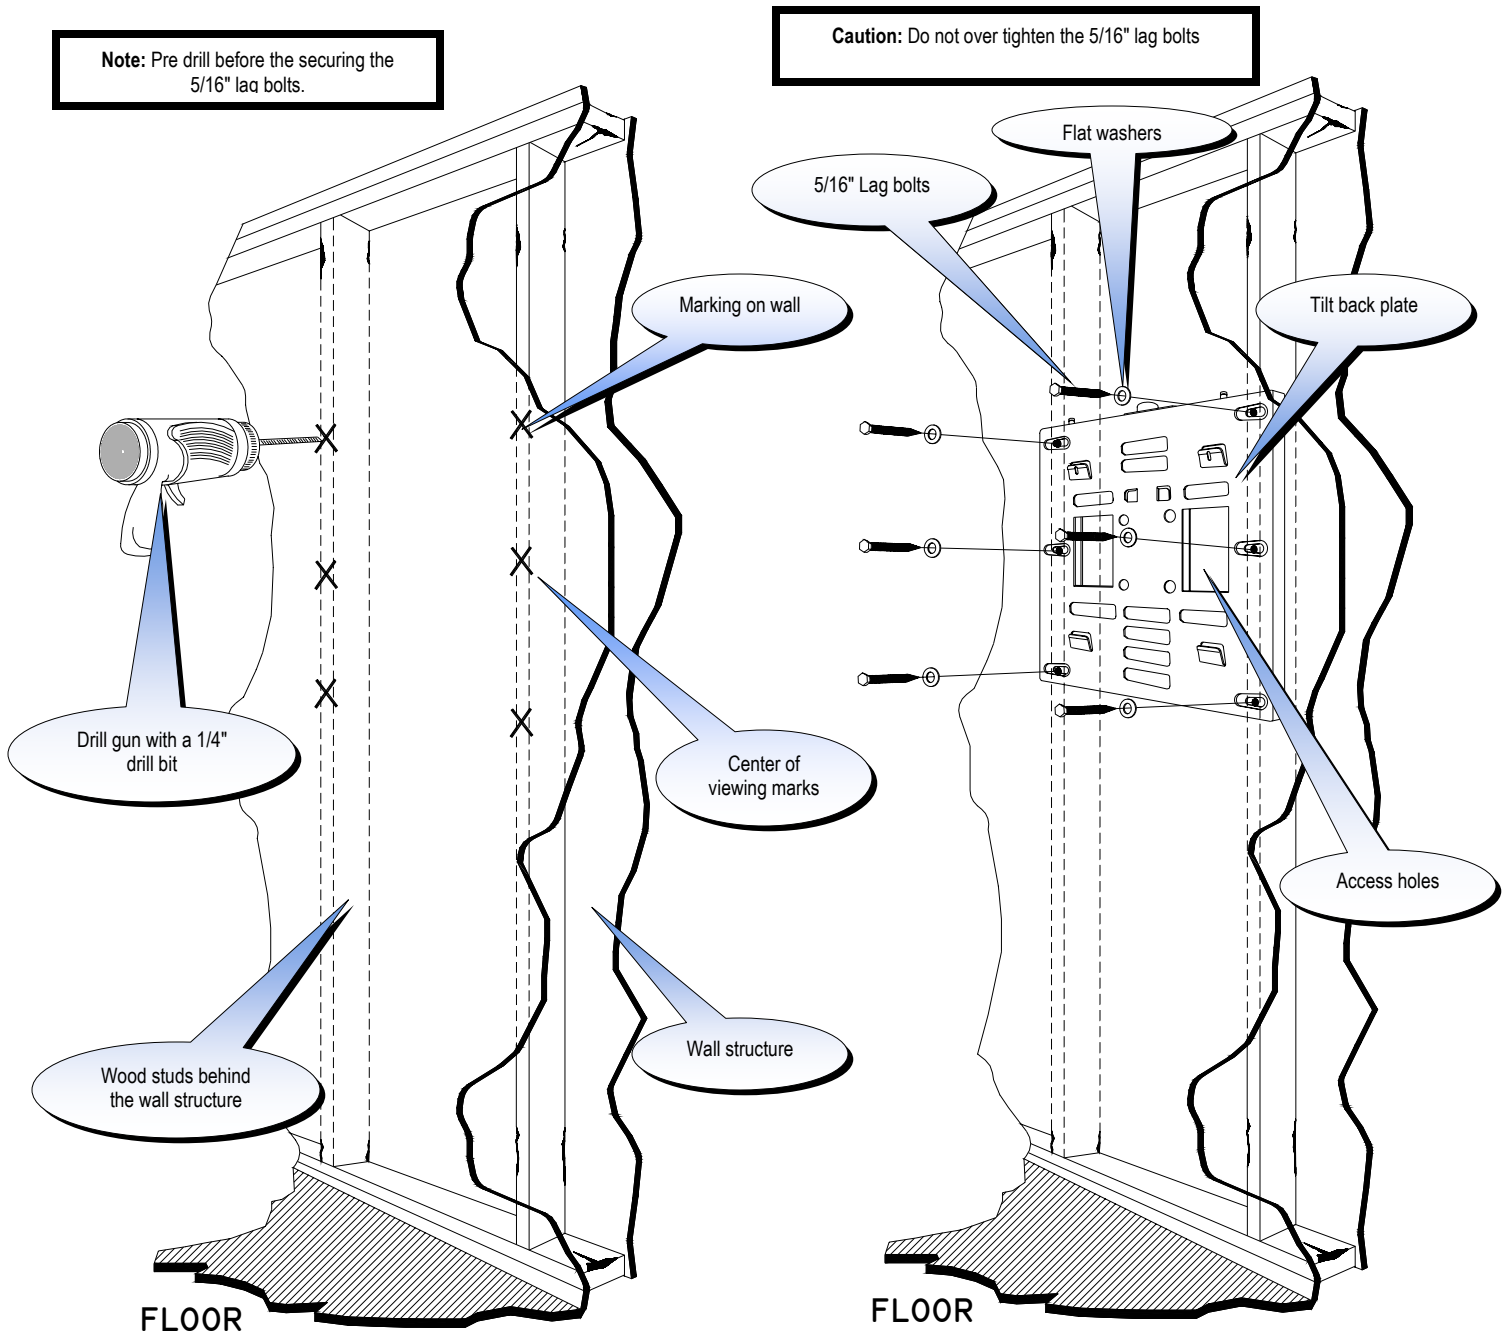 Note: Pre drill before the securing the
5/16" lag bolts.
Caution: Do not over tighten the 5/16" lag bolts
Flat washers
5/16" Lag bolts
Marking on wall
Tilt back plate
Drill gun with a 1/4"
drill bit
Center of
viewing marks
Access holes
Wood studs behind
the wall structure
Wall structure
FLOOR
FLOOR